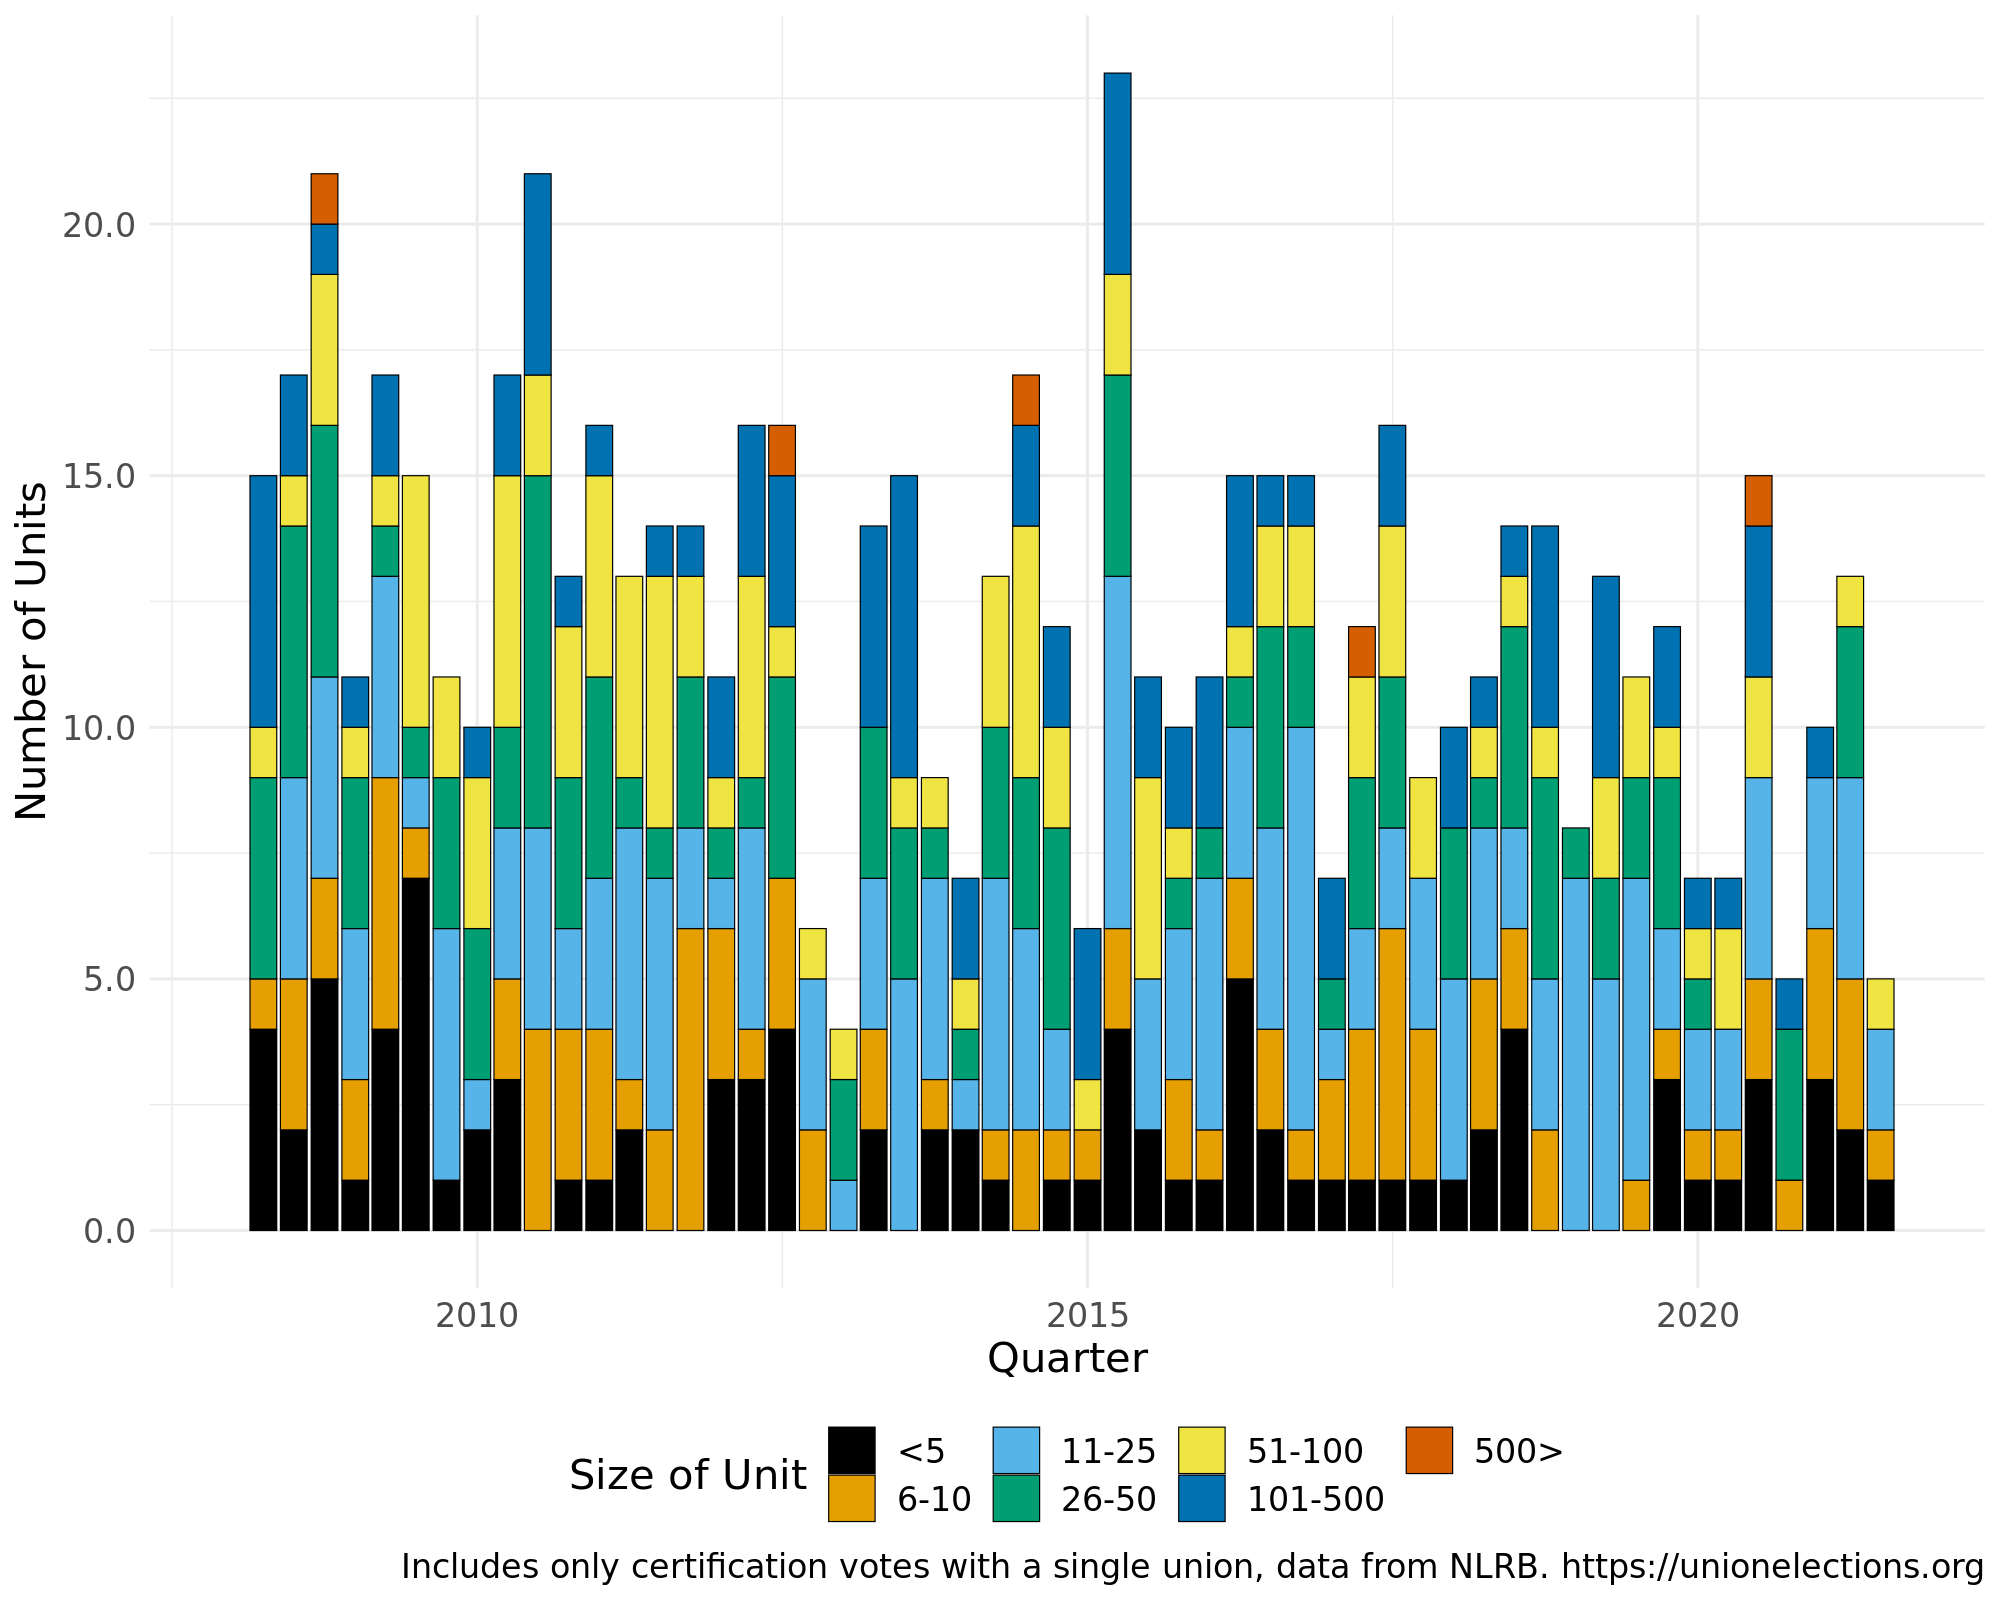 20.0
15.0
10.0
5.0
0.0
Number of Units
2010 2015 2020
Quarter
Size of Unit
<5 11-25 51-100 500>
6-10 26-50 101-500
Includes only certification votes with a single union, data from NLRB. https://unionelections.org